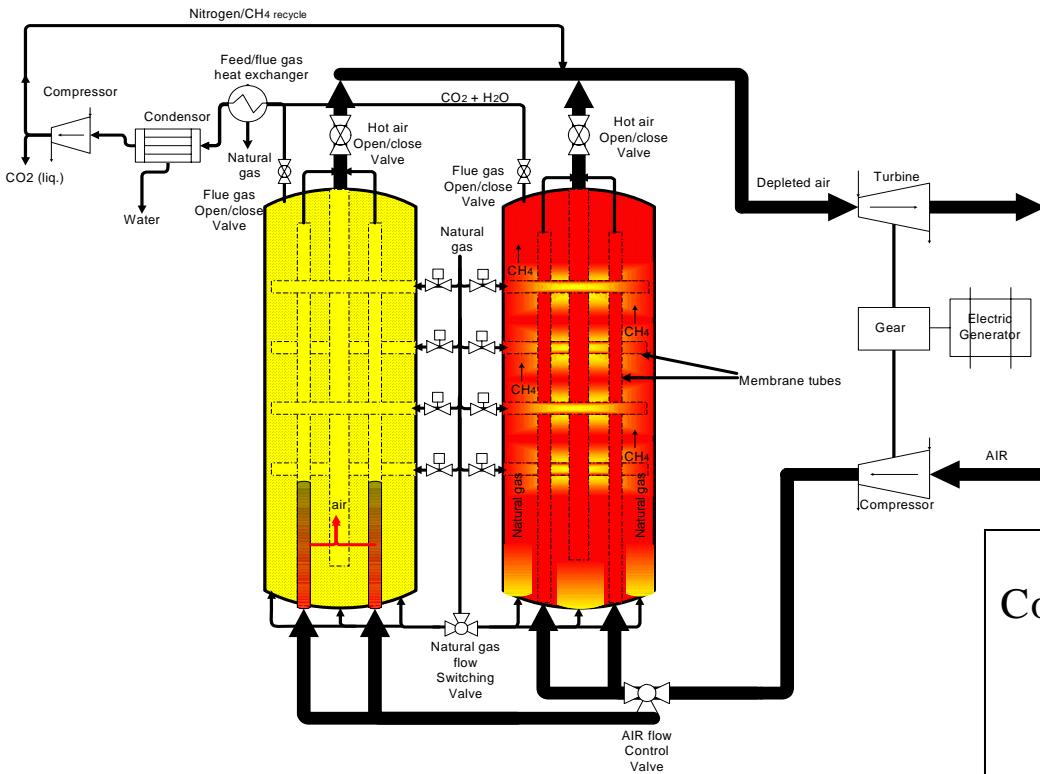 Nitrogen/CH4 recycle
Feed/flue gas
heat exchanger
Compressor
Condensor
CO2 + H2O
Hot air
Open/close
Valve
Hot air
Open/close
Valve
Natural
gas
CO2 (liq.)
Water
Flue gas
Open/close
Valve
Flue gas
Open/close
Valve
Depleted air
Turbine
Natural
gas
CH4
CH4
CH4
CH4
Gear
Electric
Generator
Membrane tubes
AIR
Compressor
Natural gas
Natural gas
air
Natural gas
flow
Switching
Valve
AIR flow
Control
Valve
Co